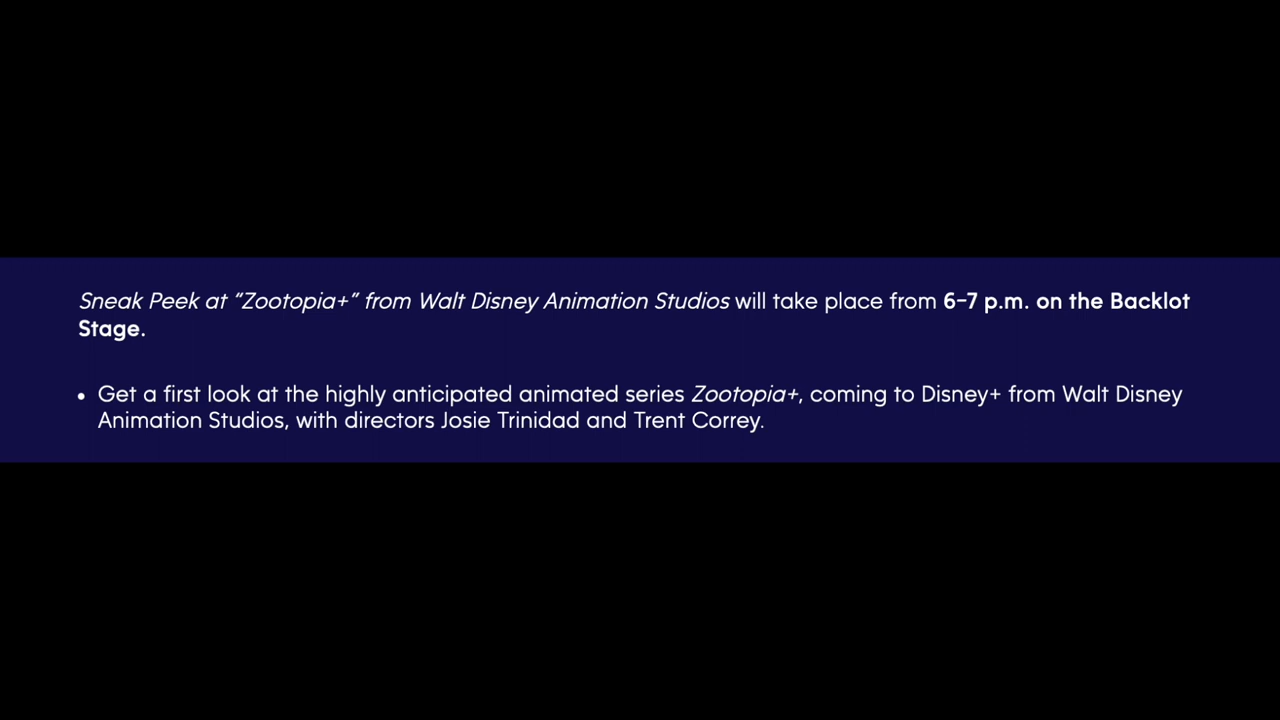 Sneak Peek at “Zootopia+” from Walt Disney Animation Studios will take place from 6–7 p.m. on the Backlot
Stage.
• Get a first look at the highly anticipated animated series Zootopia+, coming to Disney+ from Walt Disney
Animation Studios, with directors Josie Trinidad and Trent Correy.